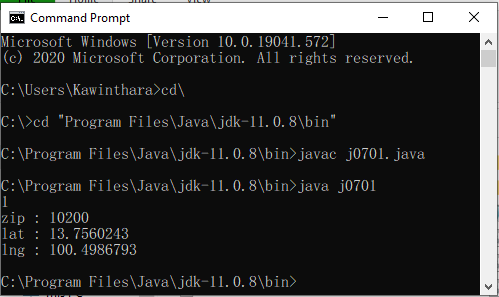 Share
View
Command Prompt
Microsoft Windows [Version 10.0.19041.572]
(c) 2020 Microsoft Corporation. All rights reserved.
C:\Users\Kawinthara>cd\
C:\>cd "Program Files\Java\jdk-11.0.8\bin"
C:\Program Files\Java\jdk-11.0.8\bin>javac j0701.java
C:\Program Files\Java\jdk-11.0.8\bin>java j0701
1
zip : 10200
lat : 13.7560243
lng : 100.4986793
C:\Program Files\Java\jdk-11.0.8\bin>